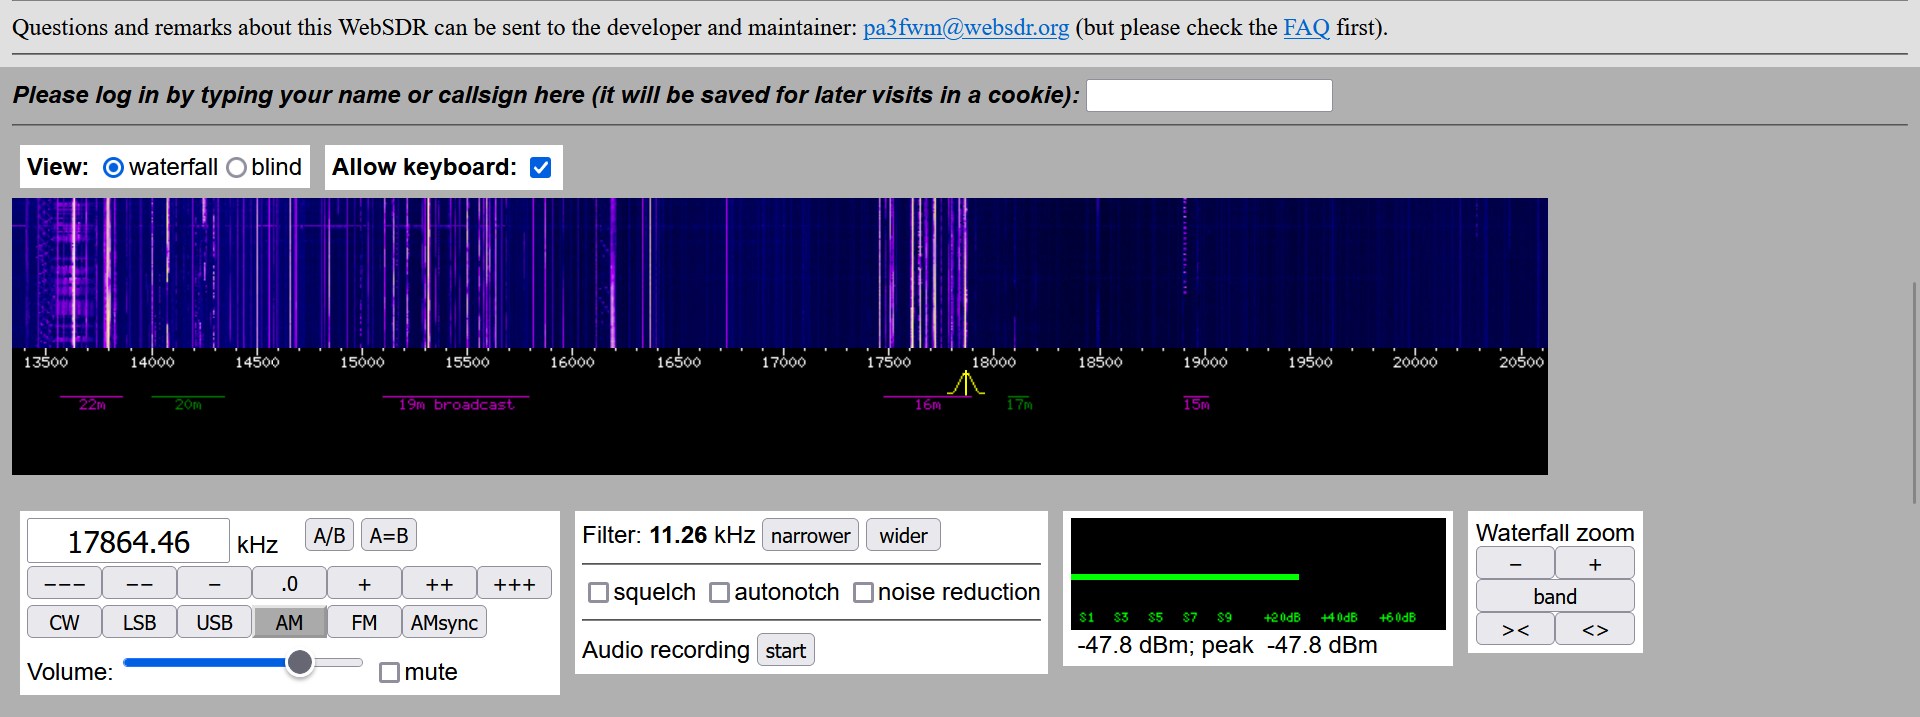 Questions and remarks about this WebSDR can be sent to the developer and maintainer: pa3fwm@websdr.org (but please check the FAQ first).
Please log in by typing your name or callsign here (it will be saved for later visits in a cookie):
View: waterfall blind Allow keyboard:
13500 14000 14500 15000 15500 16000 16500 17000 17500 18000 18500 19000 19500 20000 20500
22m 20m 19m broadcast 16m 17m 15m
17864.46 kHz A/B A=B
--- -- - .0 + ++ +++
CW LSB USB AM FM AMsync
Volume: mute
Filter: 11.26 kHz narrower wider
squelch autonotch noise reduction
Audio recording start
S1 S3 S5 S7 S9 +20dB +40dB +60dB
-47.8 dBm; peak -47.8 dBm
Waterfall zoom
- +
band
>< <>